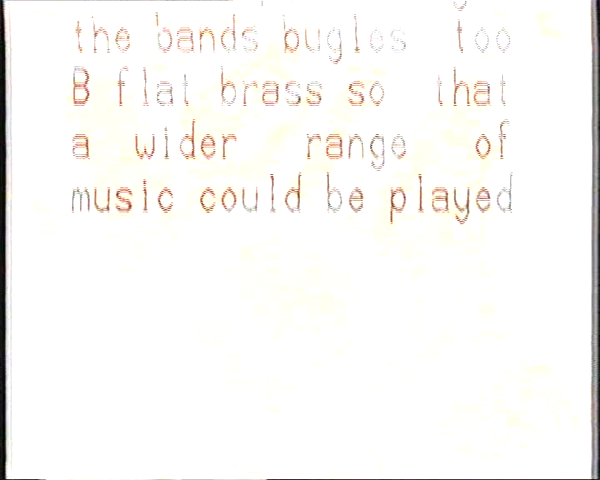 the bands bugles too
B flat brass so that
a wider range of
music could be played